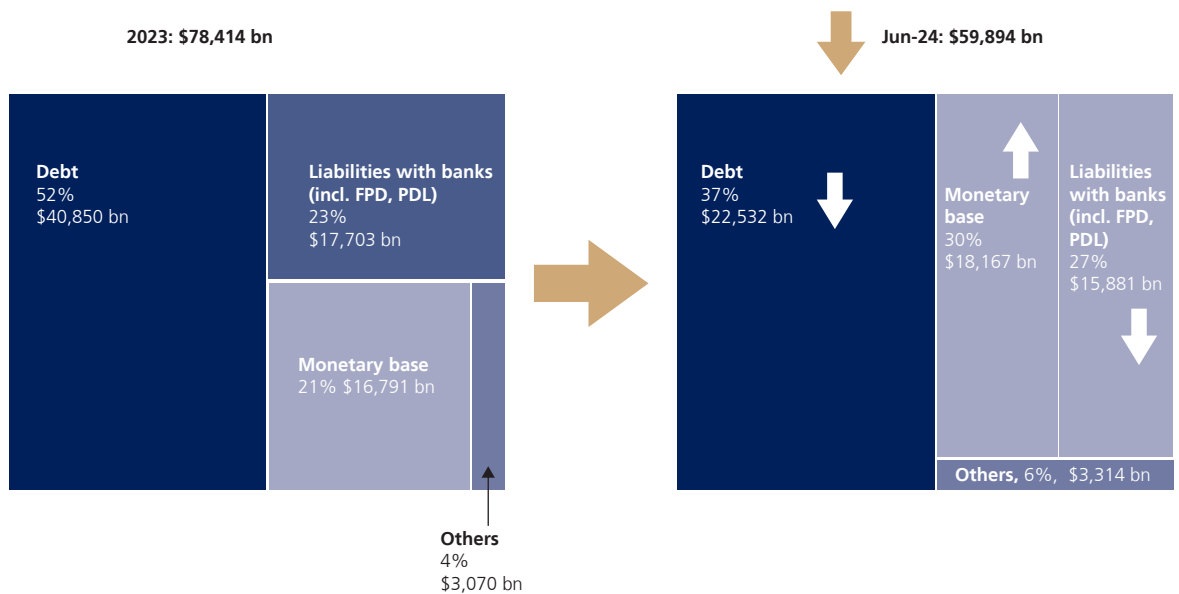 2023: $78,414 bn
Debt
52%
$40,850 bn
Liabilities with banks
(incl. FPD, PDL)
23%
$17,703 bn
Monetary base
21% $16,791 bn
Others
4%
$3,070 bn
Jun-24: $59,894 bn
Debt
37%
$22,532 bn
Monetary
base
30%
$18,167 bn
Liabilities
with banks
(incl. FPD,
PDL)
27%
$15,881 bn
Others, 6%, $3,314 bn